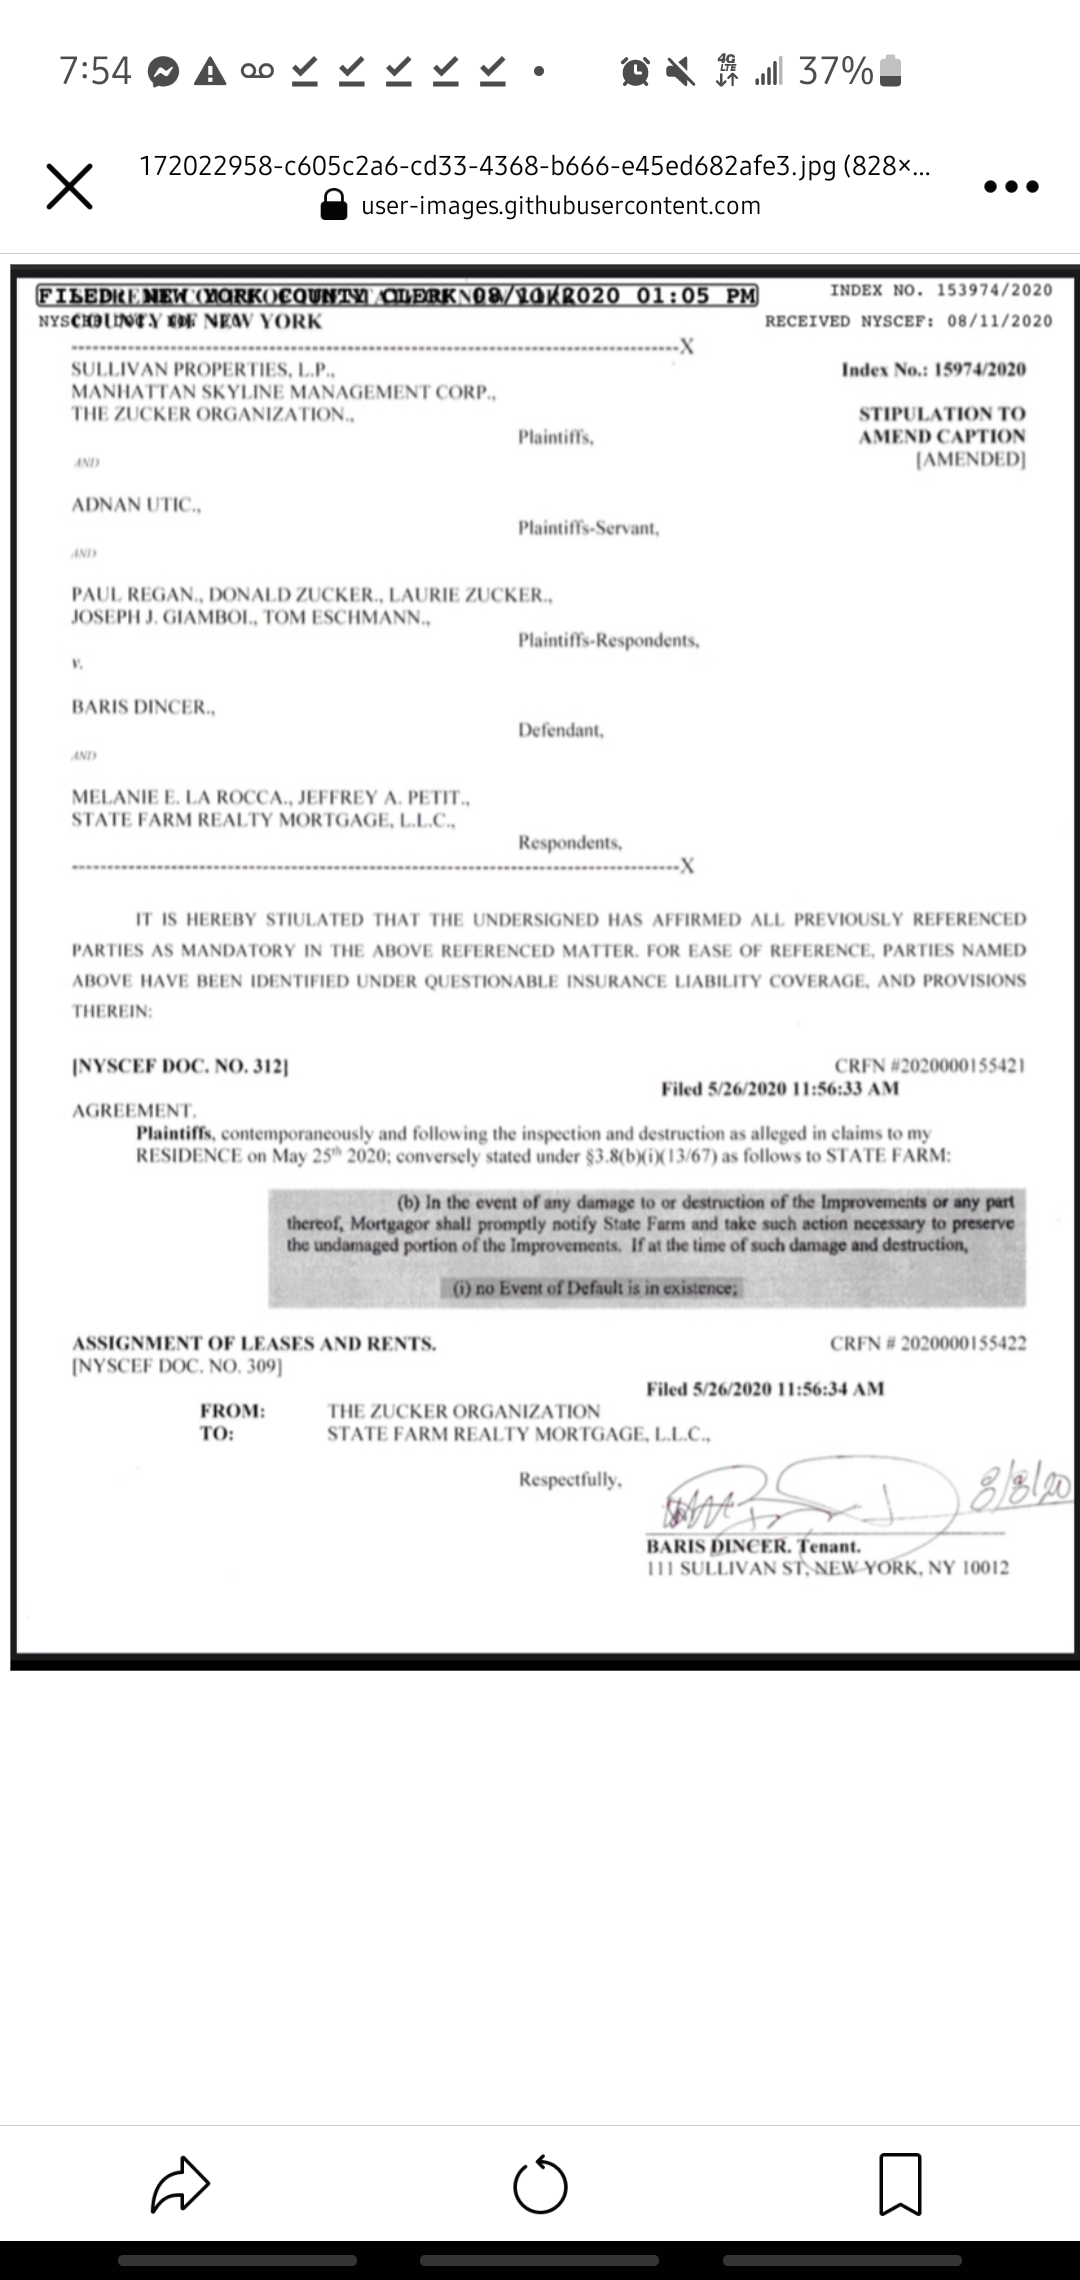 7:54
37%
172022958-c605c2a6-cd33-4368-b666-e45ed682afe3.jpg (828×...
user-images.githubusercontent.com
FILED: NEW YORK COUNTY CLERK 08/11/2020 01:05 PM
INDEX NO. 153974/2020
COUNTY OF NEW YORK
RECEIVED NYSCEF: 08/11/2020
-X
SULLIVAN PROPERTIES, L.P.,
Index No.: 15974/2020
MANHATTAN SKYLINE MANAGEMENT CORP.,
THE ZUCKER ORGANIZATION.,
STIPULATION TO
Plaintiffs,
AMEND CAPTION
AND
[AMENDED]
ADNAN UTIC.,
Plaintiffs-Servant,
AND
PAUL REGAN., DONALD ZUCKER., LAURIE ZUCKER.,
JOSEPH J. GIAMBOI., TOM ESCHMANN.,
Plaintiffs-Respondents,
v.
BARIS DINCER.,
Defendant,
AND
MELANIE E. LA ROCCA., JEFFREY A. PETIT.,
STATE FARM REALTY MORTGAGE, L.L.C.,
Respondents,
-X
IT IS HEREBY STIULATED THAT THE UNDERSIGNED HAS AFFIRMED ALL PREVIOUSLY REFERENCED
PARTIES AS MANDATORY IN THE ABOVE REFERENCED MATTER. FOR EASE OF REFERENCE, PARTIES NAMED
ABOVE HAVE BEEN IDENTIFIED UNDER QUESTIONABLE INSURANCE LIABILITY COVERAGE, AND PROVISIONS
THEREIN:
[NYSCEF DOC. NO. 312]
CRFN #2020000155421
Filed 5/26/2020 11:56:33 AM
AGREEMENT.
Plaintiffs, contemporaneously and following the inspection and destruction as alleged in claims to my
RESIDENCE on May 25th 2020; conversely stated under §3.8(b)(i)(13/67) as follows to STATE FARM:
(b) In the event of any damage to or destruction of the Improvements or any part
thereof, Mortgagor shall promptly notify State Farm and take such action necessary to preserve
the undamaged portion of the Improvements. If at the time of such damage and destruction,
(i) no Event of Default is in existence;
ASSIGNMENT OF LEASES AND RENTS.
CRFN # 2020000155422
[NYSCEF DOC. NO. 309]
Filed 5/26/2020 11:56:34 AM
FROM: THE ZUCKER ORGANIZATION
TO: STATE FARM REALTY MORTGAGE, L.L.C.,
Respectfully,
8/8/20
BARIS DINCER. Tenant.
111 SULLIVAN ST, NEW YORK, NY 10012